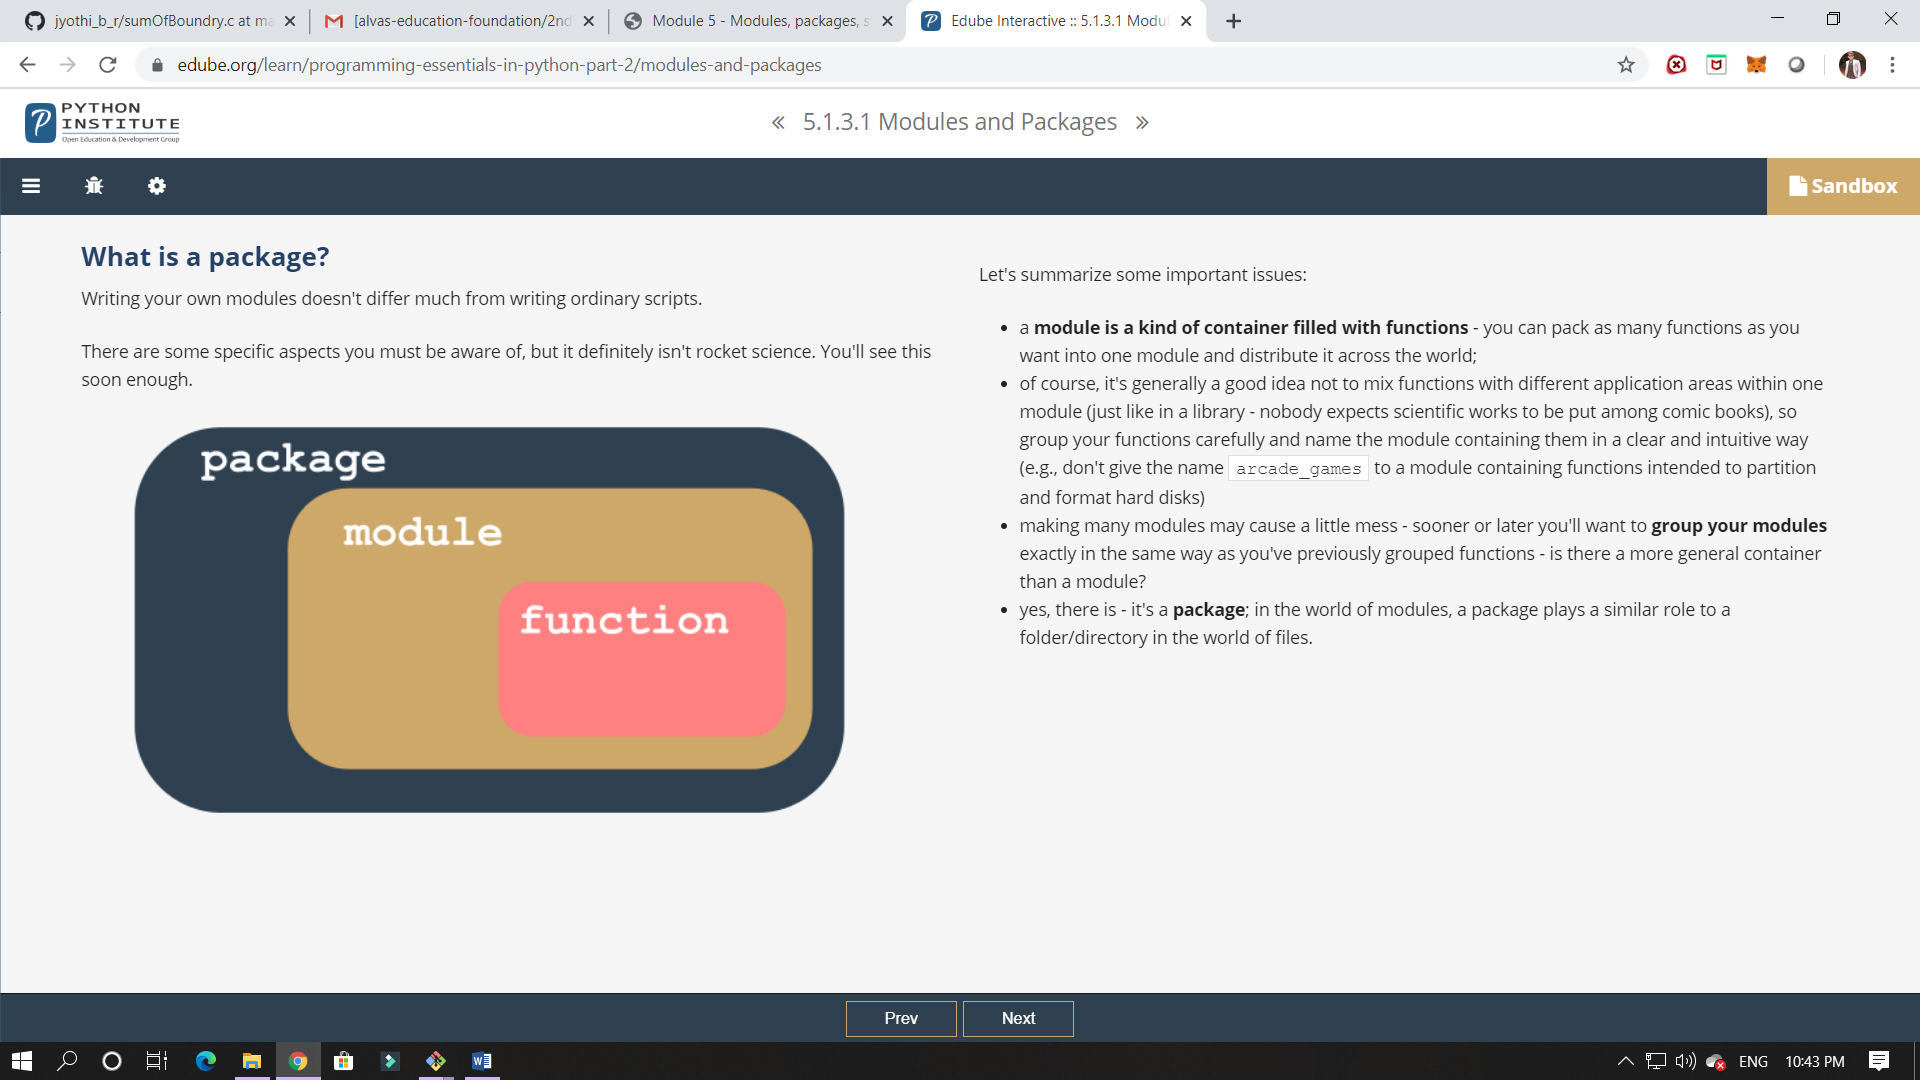 jyothi_b_r/sumOfBoundry.c at ma
[alvas-education-foundation/2nd
Module 5 - Modules, packages, s
Edube Interactive :: 5.1.3.1 Modul
edube.org/learn/programming-essentials-in-python-part-2/modules-and-packages
PYTHON
INSTITUTE
Open Education & Development Group
« 5.1.3.1 Modules and Packages »
Sandbox
What is a package?
Writing your own modules doesn't differ much from writing ordinary scripts.
There are some specific aspects you must be aware of, but it definitely isn't rocket science. You'll see this
soon enough.
package
module
function
Let's summarize some important issues:
• a module is a kind of container filled with functions - you can pack as many functions as you
want into one module and distribute it across the world;
• of course, it's generally a good idea not to mix functions with different application areas within one
module (just like in a library - nobody expects scientific works to be put among comic books), so
group your functions carefully and name the module containing them in a clear and intuitive way
(e.g., don't give the name arcade_games to a module containing functions intended to partition
and format hard disks)
• making many modules may cause a little mess - sooner or later you'll want to group your modules
exactly in the same way as you've previously grouped functions - is there a more general container
than a module?
• yes, there is - it's a package; in the world of modules, a package plays a similar role to a
folder/directory in the world of files.
Prev
Next
ENG
10:43 PM